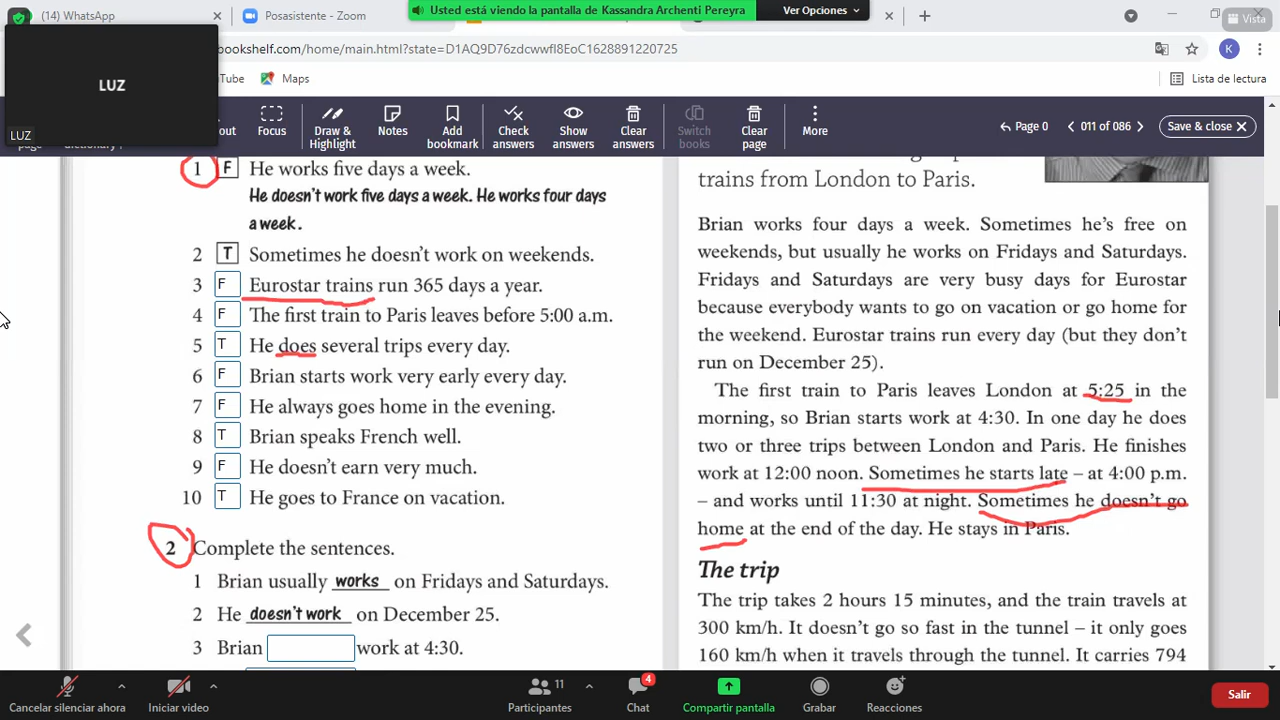 (14) WhatsApp
Posasistente - Zoom
Usted está viendo la pantalla de Kassandra Archenti Pereyra
Ver Opciones
Vista
bookshelf.com/home/main.html?state=D1AQ9D76zdcwwfl8EoC1628891220725
K
Tube
Maps
Lista de lectura
LUZ
LUZ
out
Focus
Draw & Highlight
Notes
Add bookmark
Check answers
Show answers
Clear answers
Switch books
Clear page
More
Page 0
011 of 086
Save & close
page
1 F He works five days a week.
He doesn't work five days a week. He works four days
a week.
2 T Sometimes he doesn't work on weekends.
3 F Eurostar trains run 365 days a year.
4 F The first train to Paris leaves before 5:00 a.m.
5 T He does several trips every day.
6 F Brian starts work very early every day.
7 F He always goes home in the evening.
8 T Brian speaks French well.
9 F He doesn't earn very much.
10 T He goes to France on vacation.
2 Complete the sentences.
1 Brian usually works on Fridays and Saturdays.
2 He doesn't work on December 25.
3 Brian work at 4:30.
trains from London to Paris.
Brian works four days a week. Sometimes he's free on
weekends, but usually he works on Fridays and Saturdays.
Fridays and Saturdays are very busy days for Eurostar
because everybody wants to go on vacation or go home for
the weekend. Eurostar trains run every day (but they don't
run on December 25).
The first train to Paris leaves London at 5:25 in the
morning, so Brian starts work at 4:30. In one day he does
two or three trips between London and Paris. He finishes
work at 12:00 noon. Sometimes he starts late – at 4:00 p.m.
– and works until 11:30 at night. Sometimes he doesn't go
home at the end of the day. He stays in Paris.
The trip
The trip takes 2 hours 15 minutes, and the train travels at
300 km/h. It doesn't go so fast in the tunnel – it only goes
160 km/h when it travels through the tunnel. It carries 794
Cancelar silenciar ahora
Iniciar video
11
Participantes
4
Chat
Compartir pantalla
Grabar
Reacciones
Salir